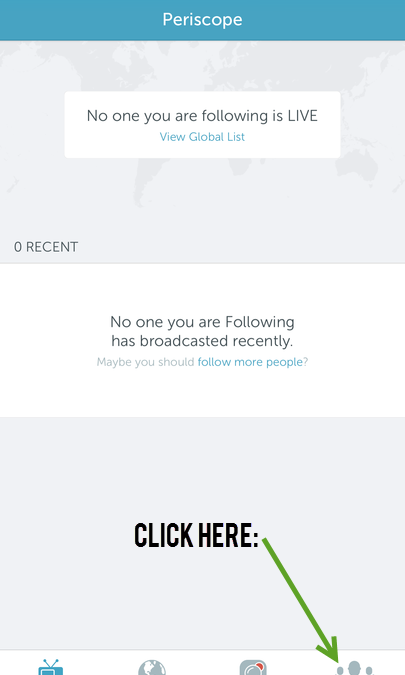 Periscope
No one you are following is LIVE
View Global List
0 RECENT
No one you are Following
has broadcasted recently.
Maybe you should follow more people?
CLICK HERE: